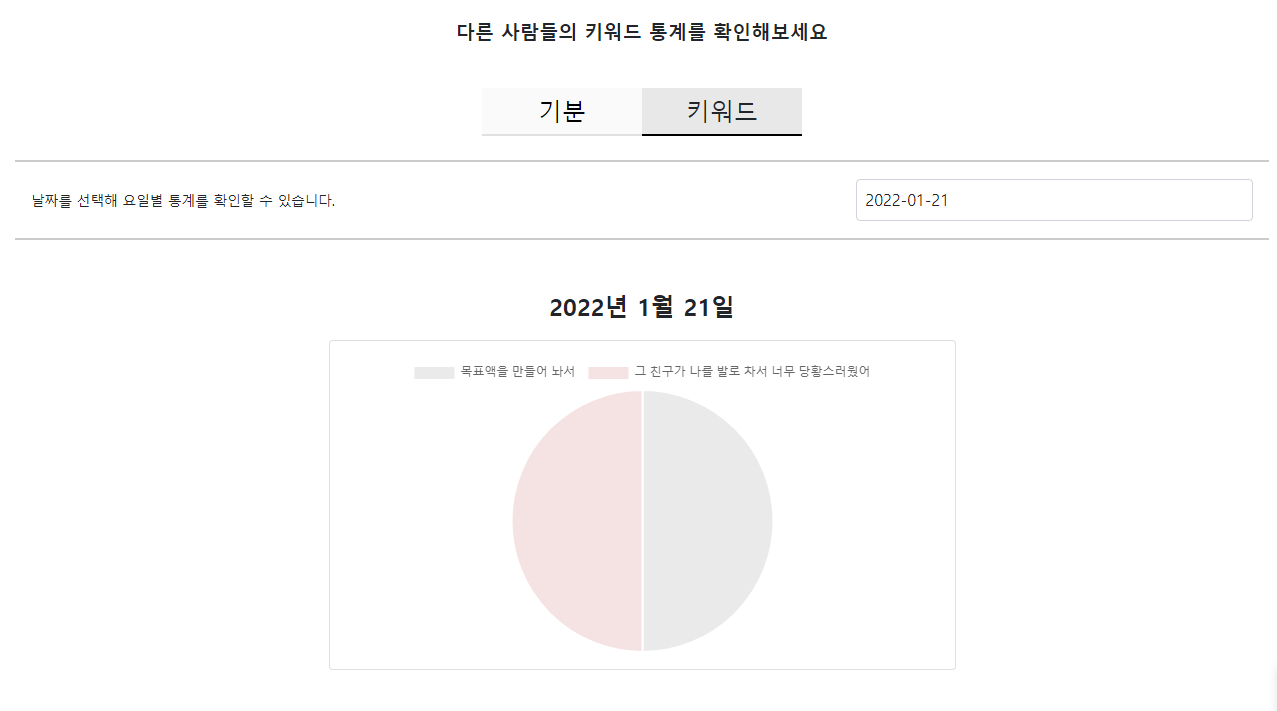 다른 사람들의 키워드 통계를 확인해보세요
기분 키워드
날짜를 선택해 요일별 통계를 확인할 수 있습니다. 2022-01-21
2022년 1월 21일
목표액을 만들어 놔서 그 친구가 나를 발로 차서 너무 당황스러웠어